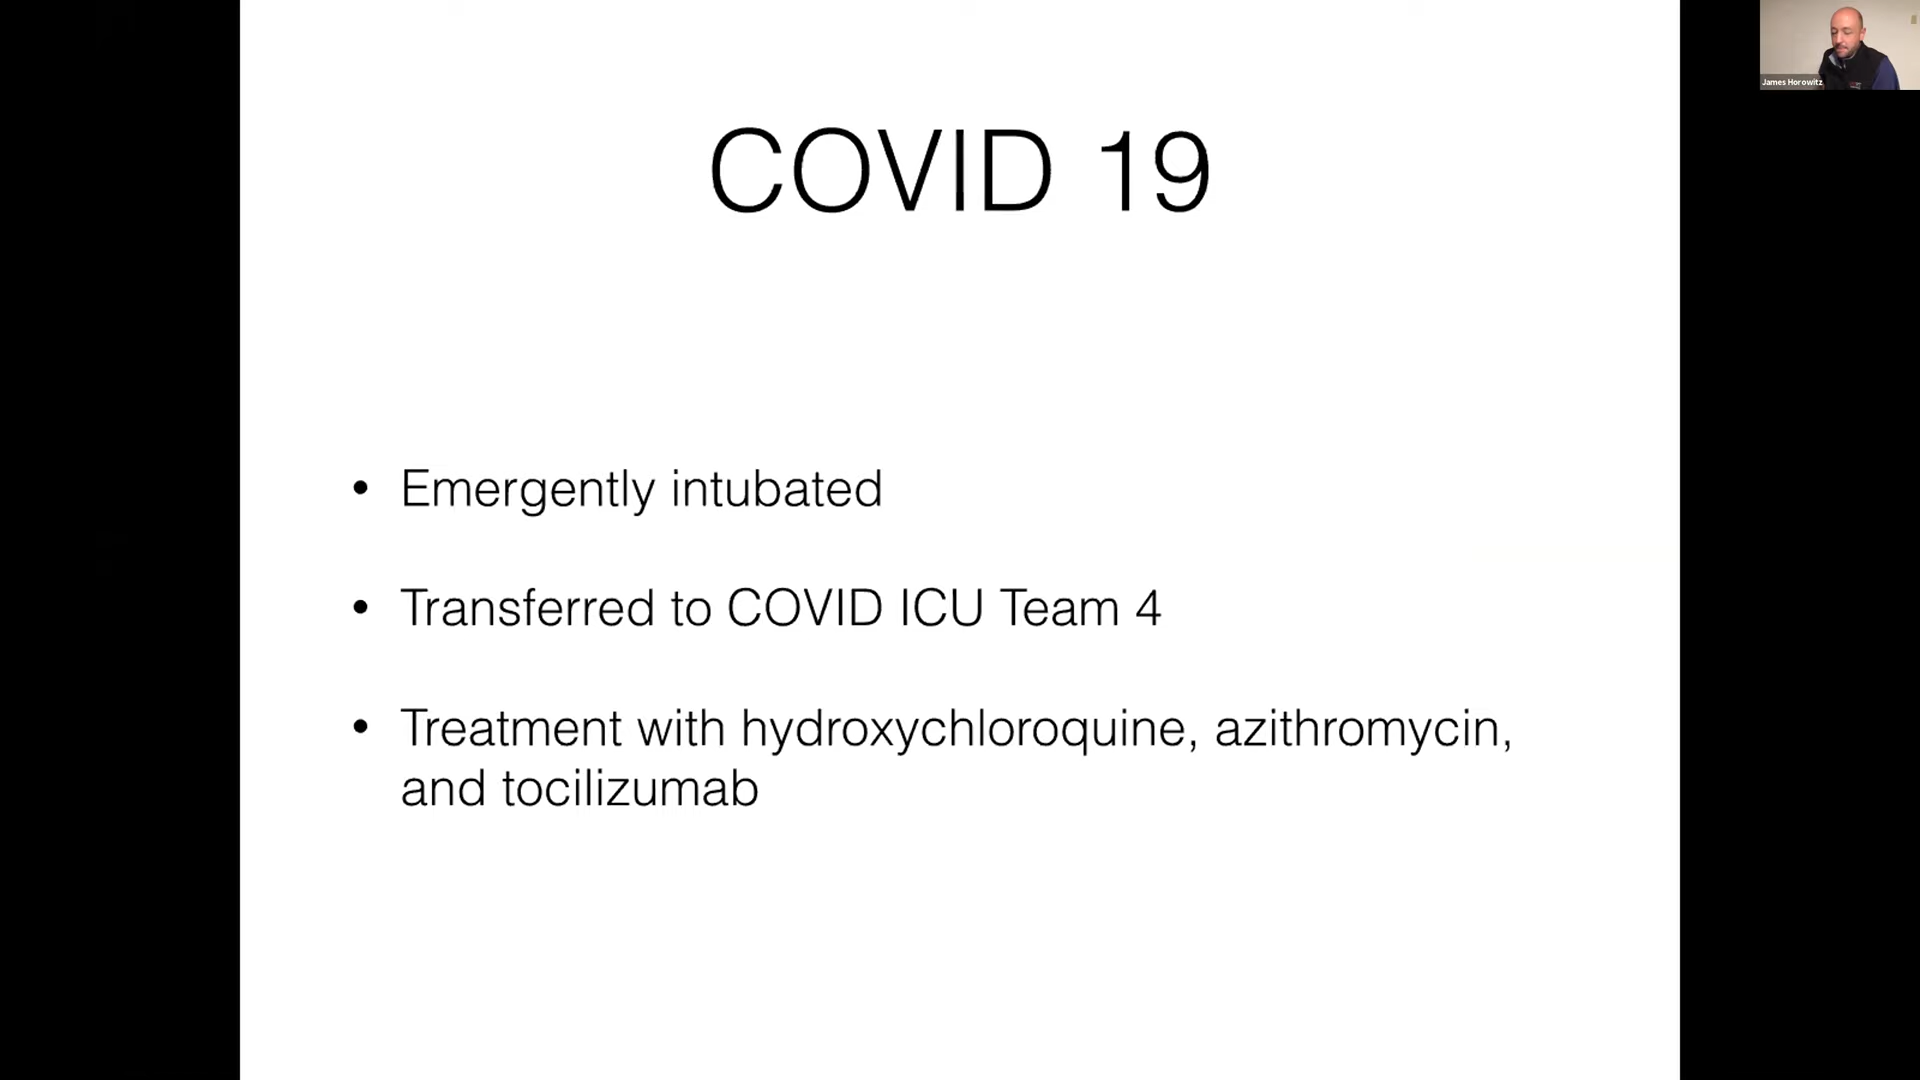 James Horowitz
COVID 19
• Emergently intubated
• Transferred to COVID ICU Team 4
• Treatment with hydroxychloroquine, azithromycin,
and tocilizumab